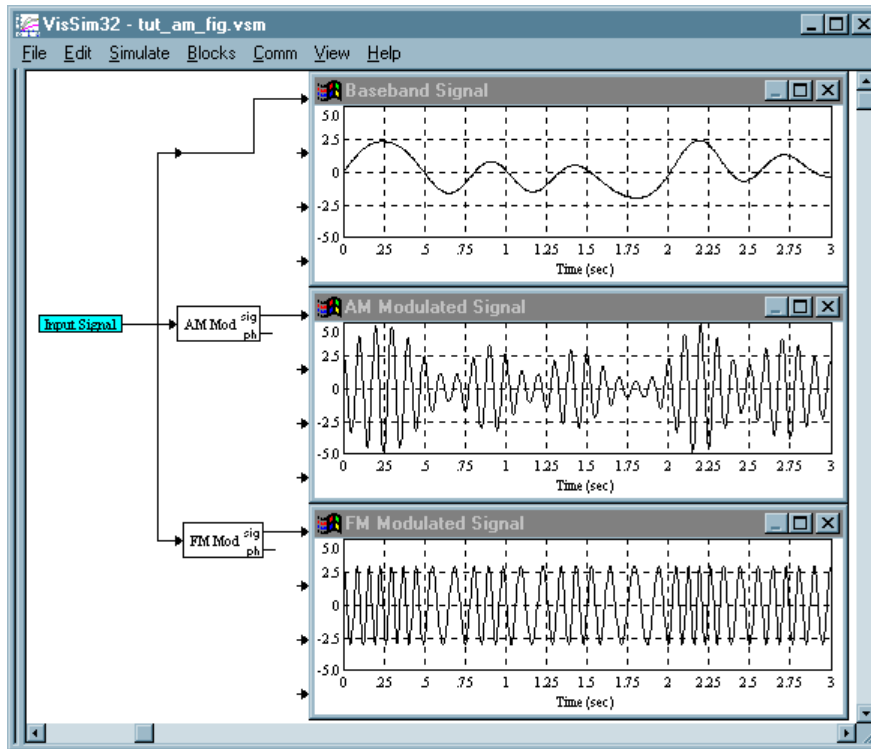 VisSim32 - tut_am_fig.vsm
File Edit Simulate Blocks Comm View Help
Baseband Signal
5.0
2.5
0
-2.5
-5.0
0 .25 .5 .75 1 1.25 1.5 1.75 2 2.25 2.5 2.75 3
Time (sec)
Input Signal
AM Mod sig
ph
AM Modulated Signal
5.0
2.5
0
-2.5
-5.0
0 .25 .5 .75 1 1.25 1.5 1.75 2 2.25 2.5 2.75 3
Time (sec)
FM Mod sig
ph
FM Modulated Signal
5.0
2.5
0
-2.5
-5.0
0 .25 .5 .75 1 1.25 1.5 1.75 2 2.25 2.5 2.75 3
Time (sec)